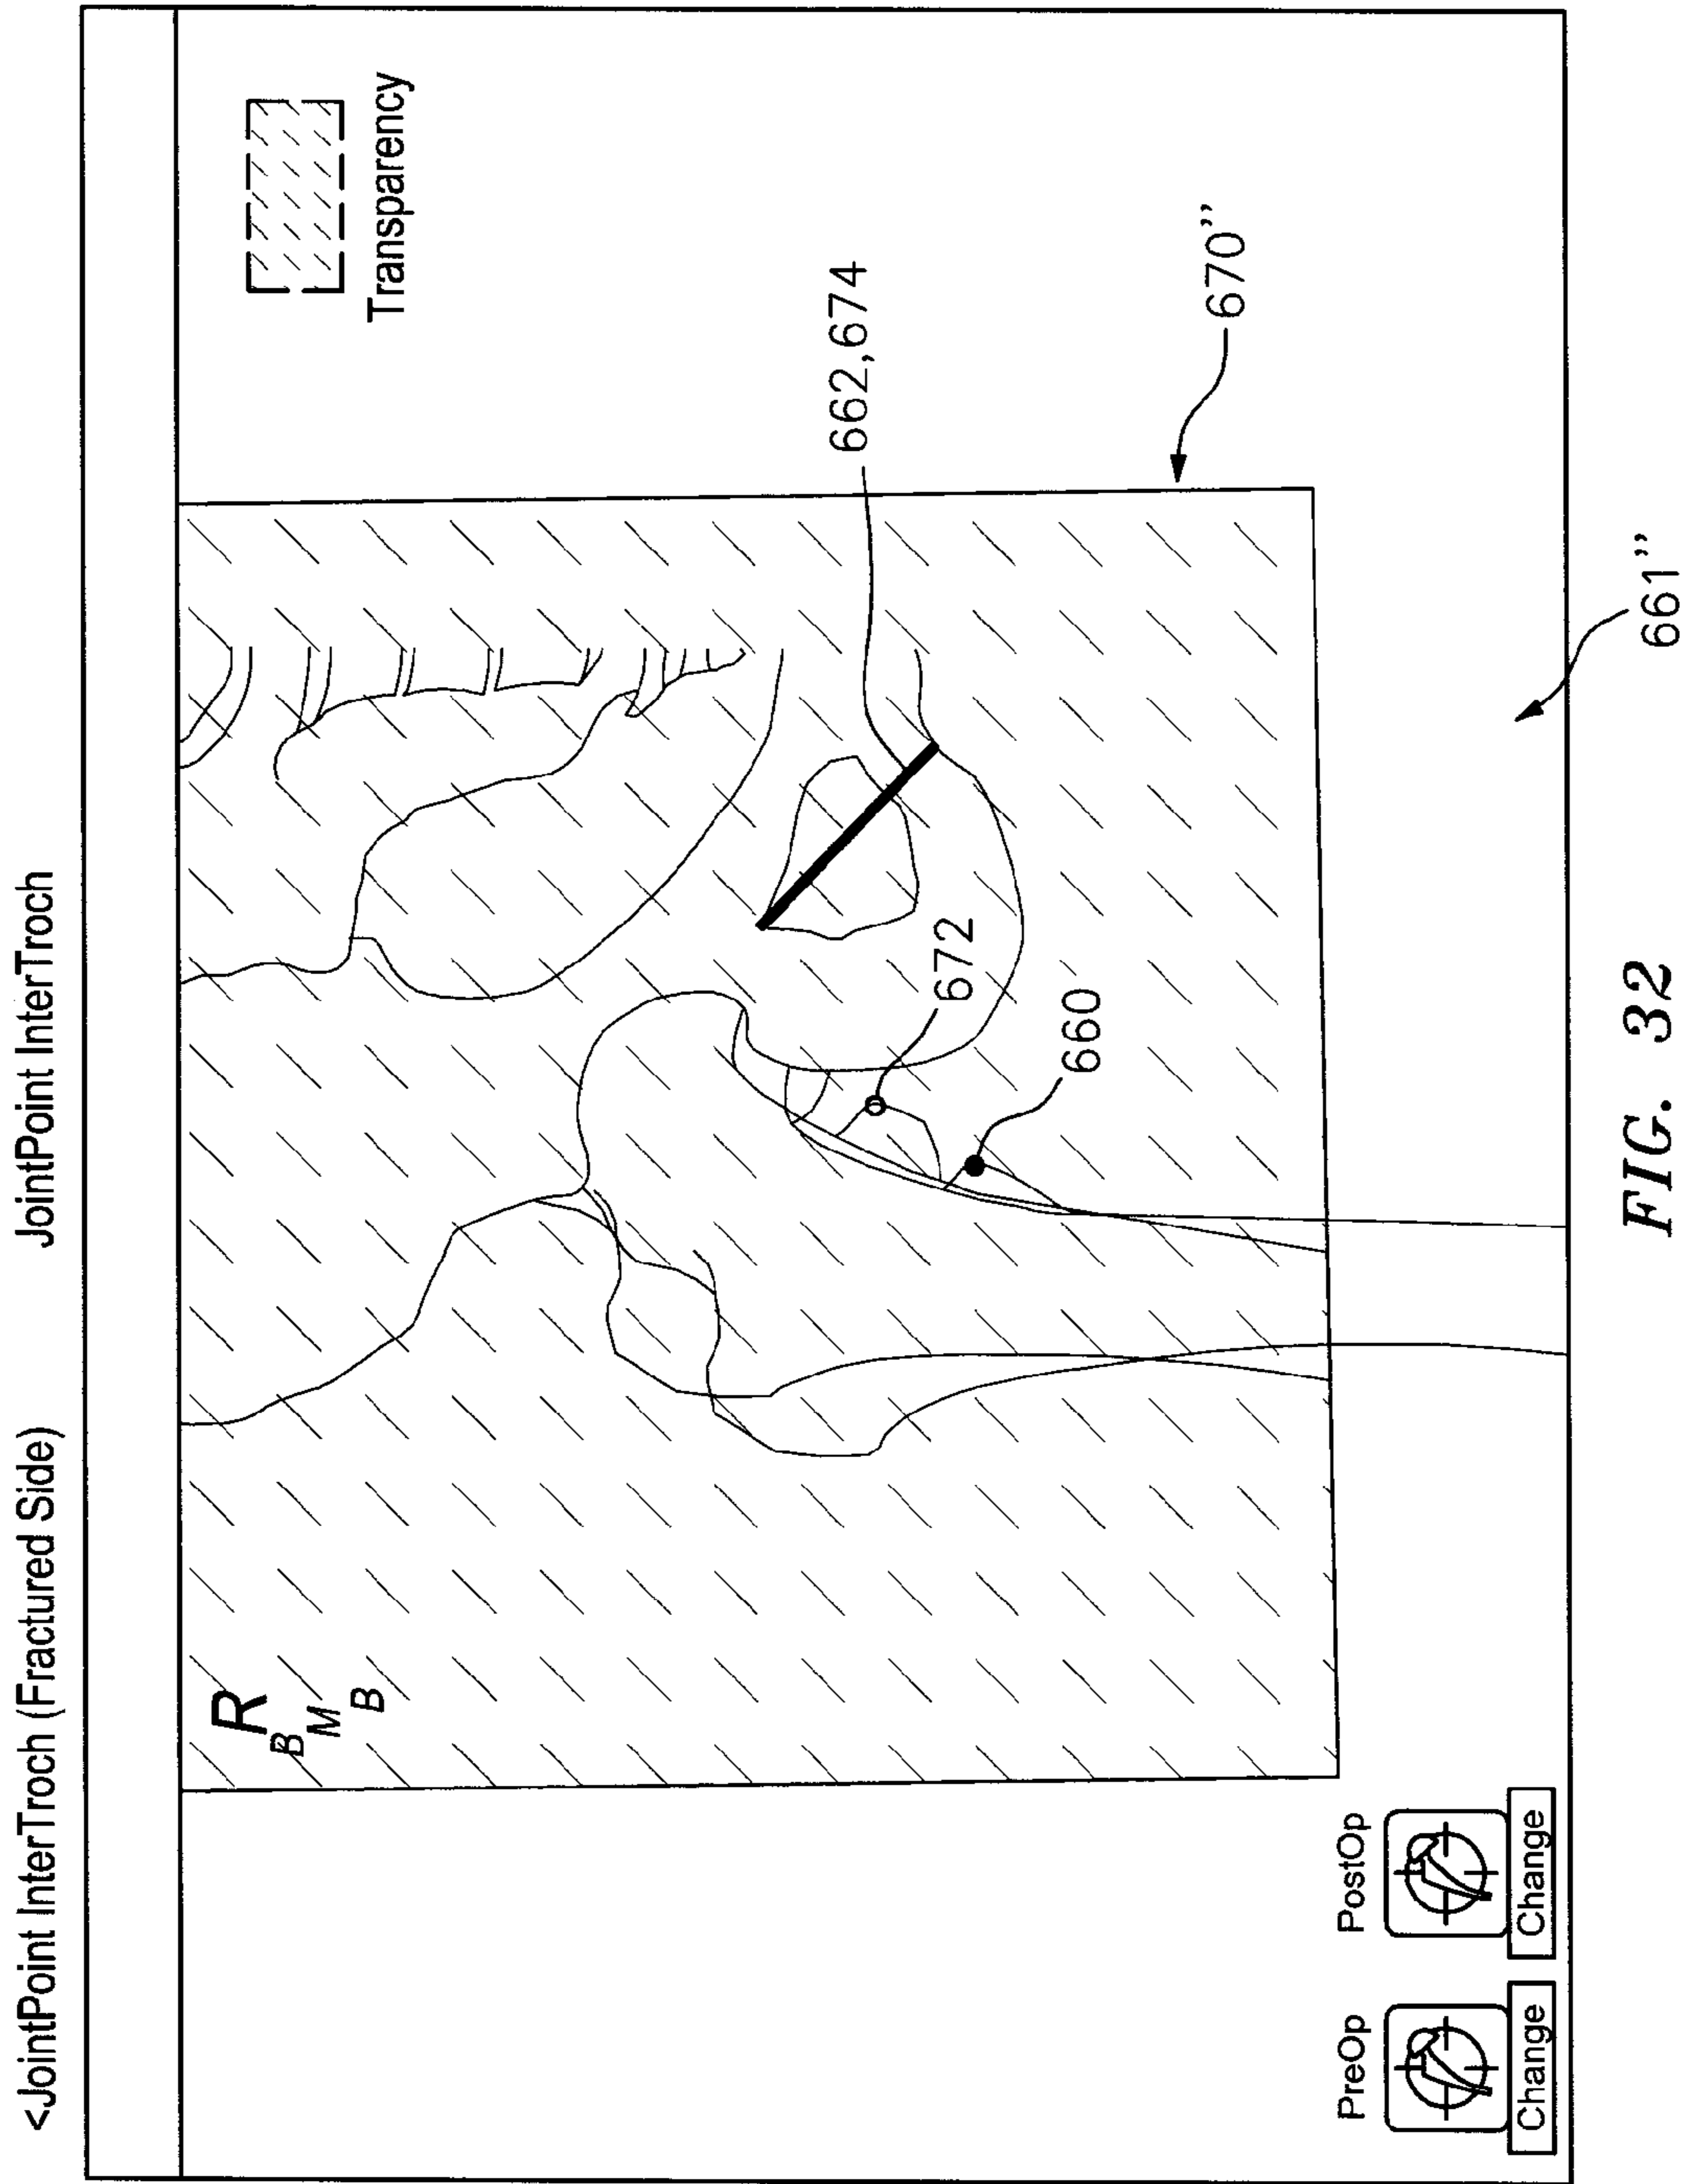 <JointPoint InterTroch (Fractured Side)
JointPoint InterTroch
R
B
M
B
Transparency
662,674
672
660
670”
661”
PreOp
PostOp
Change
Change
FIG. 32